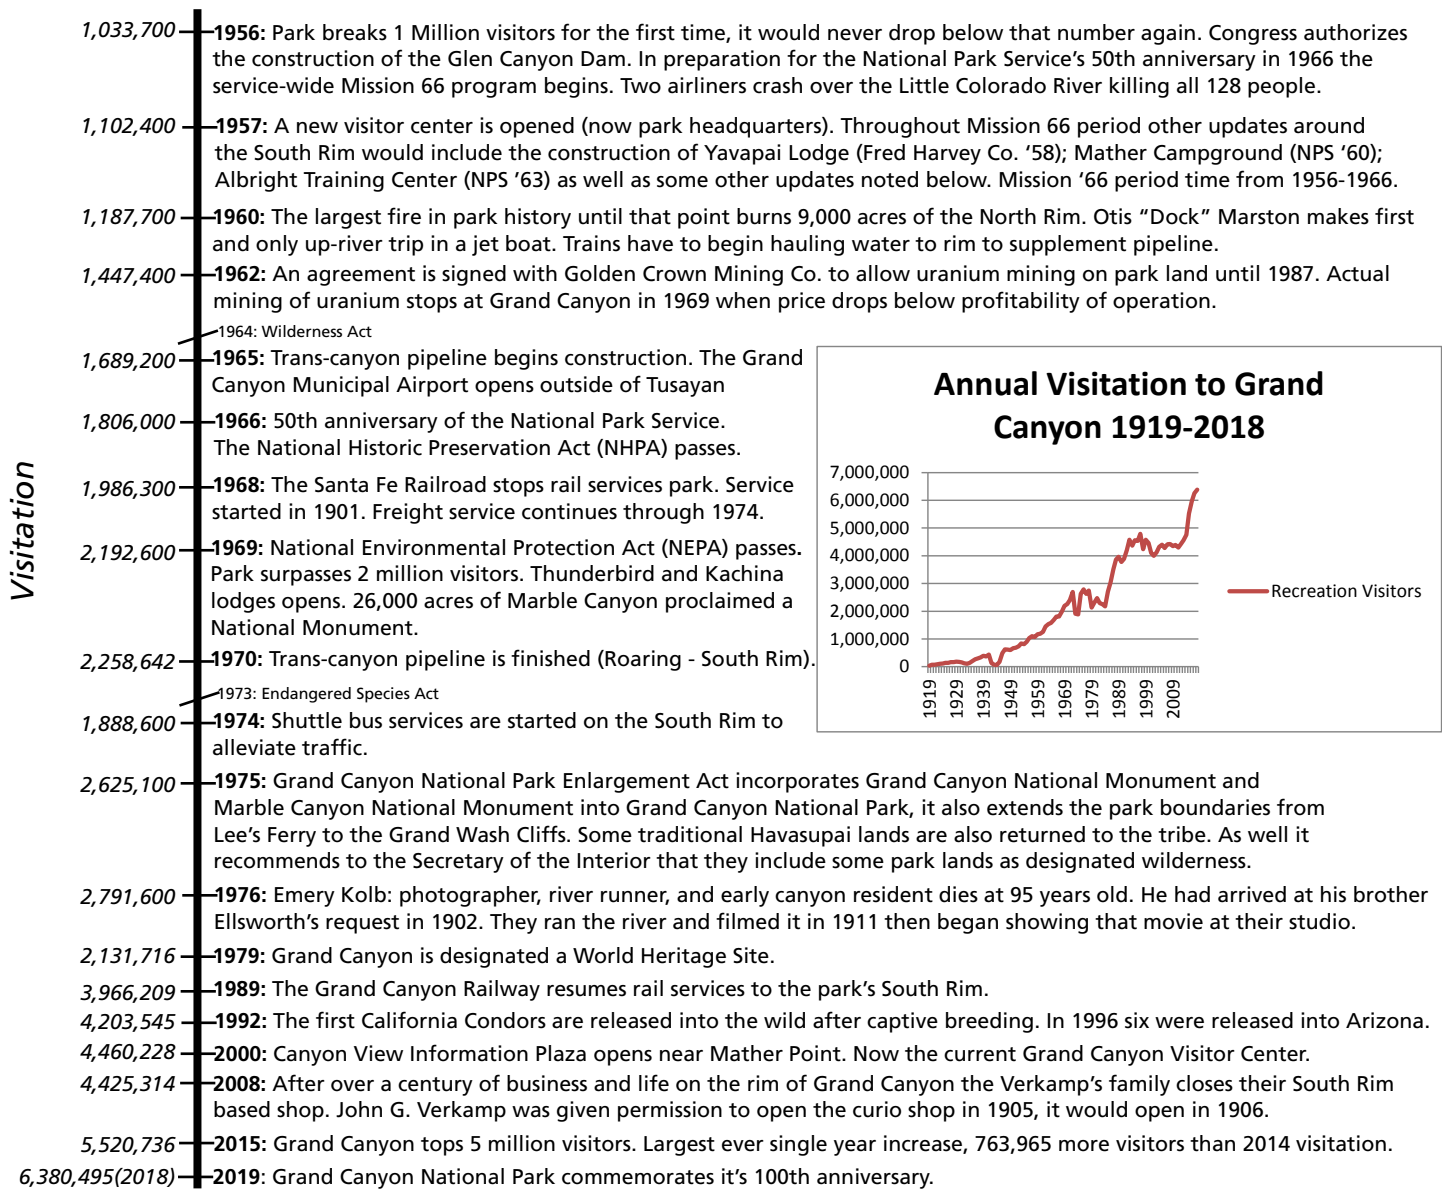 Visitation
1,033,700
1956: Park breaks 1 Million visitors for the first time, it would never drop below that number again. Congress authorizes
the construction of the Glen Canyon Dam. In preparation for the National Park Service’s 50th anniversary in 1966 the
service-wide Mission 66 program begins. Two airliners crash over the Little Colorado River killing all 128 people.
1,102,400
1957: A new visitor center is opened (now park headquarters). Throughout Mission 66 period other updates around
the South Rim would include the construction of Yavapai Lodge (Fred Harvey Co. ‘58); Mather Campground (NPS ‘60);
Albright Training Center (NPS ‘63) as well as some other updates noted below. Mission ‘66 period time from 1956-1966.
1,187,700
1960: The largest fire in park history until that point burns 9,000 acres of the North Rim. Otis “Dock” Marston makes first
and only up-river trip in a jet boat. Trains have to begin hauling water to rim to supplement pipeline.
1,447,400
1962: An agreement is signed with Golden Crown Mining Co. to allow uranium mining on park land until 1987. Actual
mining of uranium stops at Grand Canyon in 1969 when price drops below profitability of operation.
1964: Wilderness Act
1,689,200
1965: Trans-canyon pipeline begins construction. The Grand
Canyon Municipal Airport opens outside of Tusayan
1,806,000
1966: 50th anniversary of the National Park Service.
The National Historic Preservation Act (NHPA) passes.
1,986,300
1968: The Santa Fe Railroad stops rail services park. Service
started in 1901. Freight service continues through 1974.
2,192,600
1969: National Environmental Protection Act (NEPA) passes.
Park surpasses 2 million visitors. Thunderbird and Kachina
lodges opens. 26,000 acres of Marble Canyon proclaimed a
National Monument.
2,258,642
1970: Trans-canyon pipeline is finished (Roaring - South Rim).
1973: Endangered Species Act
1,888,600
1974: Shuttle bus services are started on the South Rim to
alleviate traffic.
Annual Visitation to Grand
Canyon 1919-2018
7,000,000
6,000,000
5,000,000
4,000,000
3,000,000
2,000,000
1,000,000
0
1919
1929
1939
1949
1959
1969
1979
1989
1999
2009
Recreation Visitors
2,625,100
1975: Grand Canyon National Park Enlargement Act incorporates Grand Canyon National Monument and
Marble Canyon National Monument into Grand Canyon National Park, it also extends the park boundaries from
Lee’s Ferry to the Grand Wash Cliffs. Some traditional Havasupai lands are also returned to the tribe. As well it
recommends to the Secretary of the Interior that they include some park lands as designated wilderness.
2,791,600
1976: Emery Kolb: photographer, river runner, and early canyon resident dies at 95 years old. He had arrived at his brother
Ellsworth’s request in 1902. They ran the river and filmed it in 1911 then began showing that movie at their studio.
2,131,716
1979: Grand Canyon is designated a World Heritage Site.
3,966,209
1989: The Grand Canyon Railway resumes rail services to the park’s South Rim.
4,203,545
1992: The first California Condors are released into the wild after captive breeding. In 1996 six were released into Arizona.
4,460,228
2000: Canyon View Information Plaza opens near Mather Point. Now the current Grand Canyon Visitor Center.
4,425,314
2008: After over a century of business and life on the rim of Grand Canyon the Verkamp’s family closes their South Rim
based shop. John G. Verkamp was given permission to open the curio shop in 1905, it would open in 1906.
5,520,736
2015: Grand Canyon tops 5 million visitors. Largest ever single year increase, 763,965 more visitors than 2014 visitation.
6,380,495(2018)
2019: Grand Canyon National Park commemorates it’s 100th anniversary.